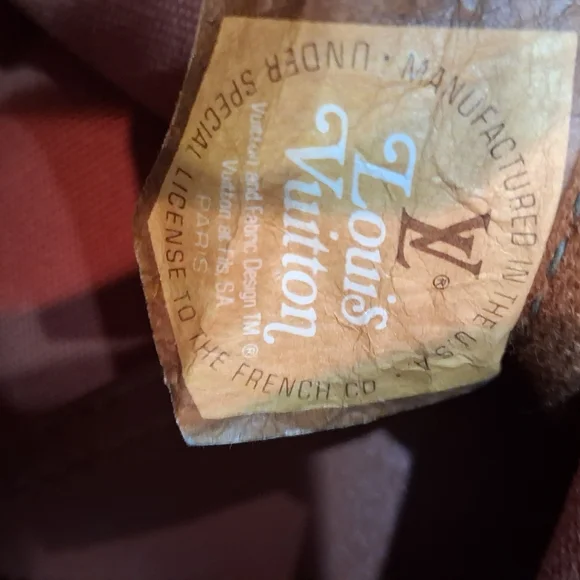 MANUFACTURED IN THE U.S.A. · UNDER SPECIAL LICENSE TO THE FRENCH CO
LV ®
Louis
Vuitton
Vuitton and Fabric Design TM ®
Vuitton et Fils, SA
PARIS